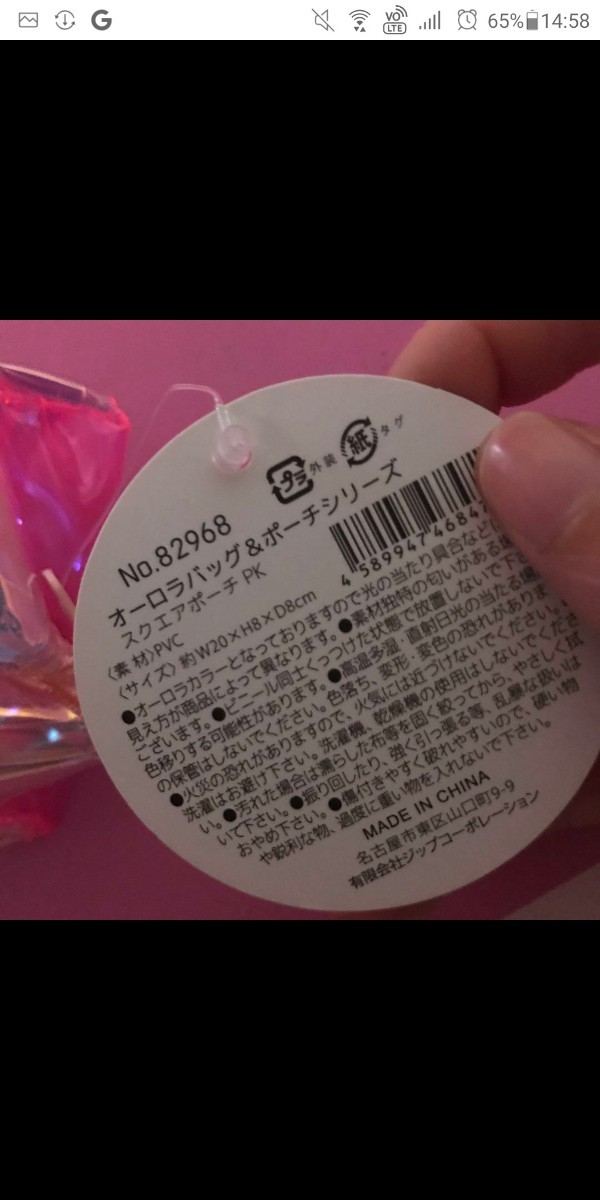 65% 14:58
VO LTE
プラ 外装 紙 タグ
No.82968
オーロラバッグ&ポーチシリーズ
スクエアポーチ PK
4 589947 4684
〈素 材〉PVC
〈サイズ〉約W20×H8×D8cm
●オーロラカラーとなっておりますので光の当たり具合など
見え方が商品によって異なります。●素材独特の匂いがある
ございます。●ビニール同士くっつけた状態で放置しないで下
色移りする可能性があります。●高温多湿・直射日光の当たる場
の保管はしないでください。色落ち、変形・変色の恐れがありま
●火災の恐れがありますので、火気には近づけないでください。
洗濯はお避け下さい。洗濯機、乾燥機の使用はしないでくださ
い。●汚れた場合は濡らした布等を固く絞ってから、やさしく拭
いて下さい。●振り回したり、強く引っ張る等、乱暴な扱いは
おやめ下さい。●傷付きやすく破れやすいので、硬い物
や鋭利な物、過度に重い物を入れないで下さい。
MADE IN CHINA
名古屋市東区山口町9-9
有限会社ジップコーポレーション